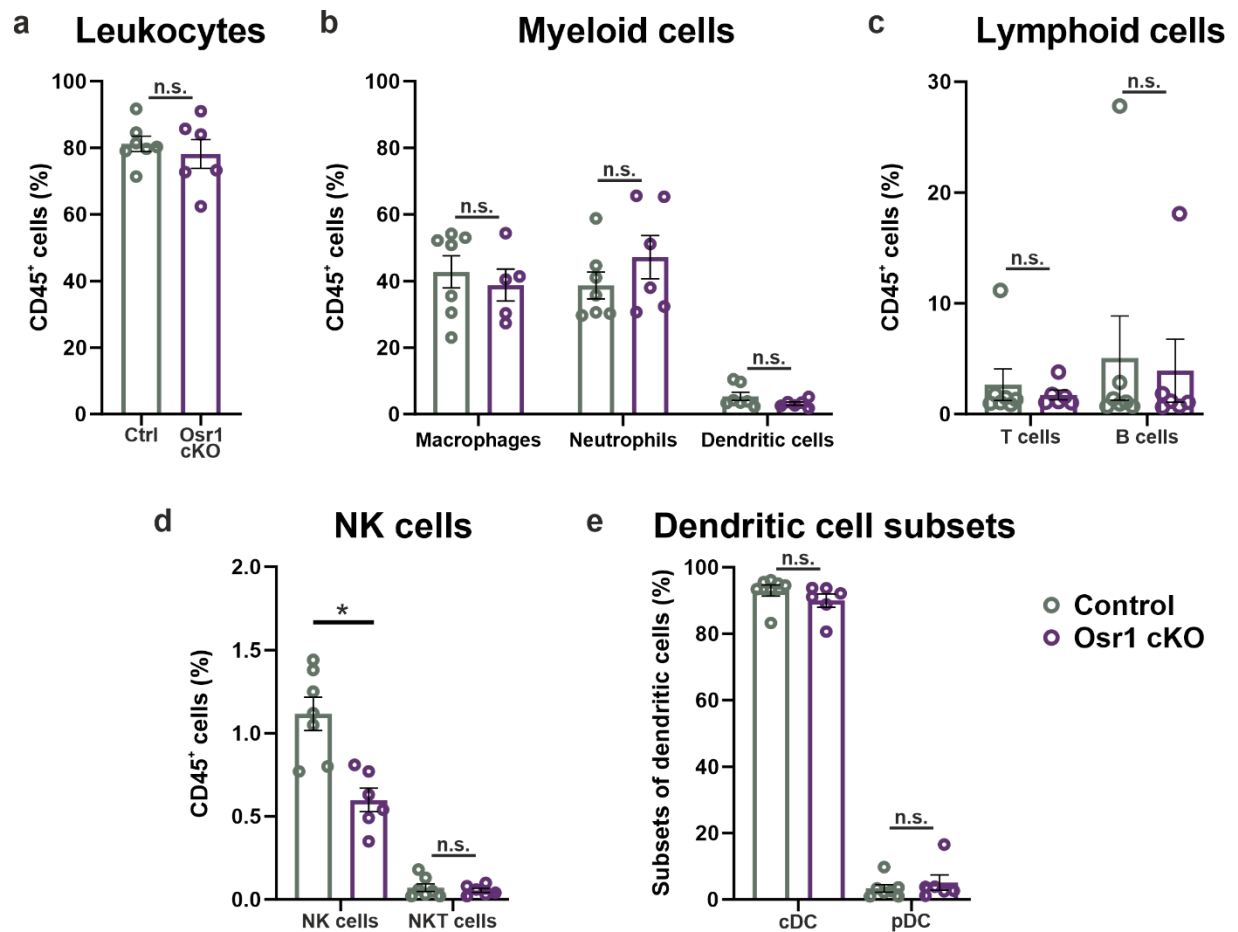 a Leukocytes
CD45⁺ cells (%)
100
80
60
40
20
0
n.s.
Ctrl
Osr1
cKO
b Myeloid cells
CD45⁺ cells (%)
100
80
60
40
20
0
n.s.
n.s.
n.s.
Macrophages
Neutrophils
Dendritic cells
c Lymphoid cells
CD45⁺ cells (%)
30
20
10
0
n.s.
n.s.
T cells
B cells
d NK cells
CD45⁺ cells (%)
2.0
1.5
1.0
0.5
0.0
*
n.s.
NK cells
NKT cells
e Dendritic cell subsets
Subsets of dendritic cells (%)
100
80
60
40
20
0
n.s.
n.s.
cDC
pDC
Control
Osr1 cKO